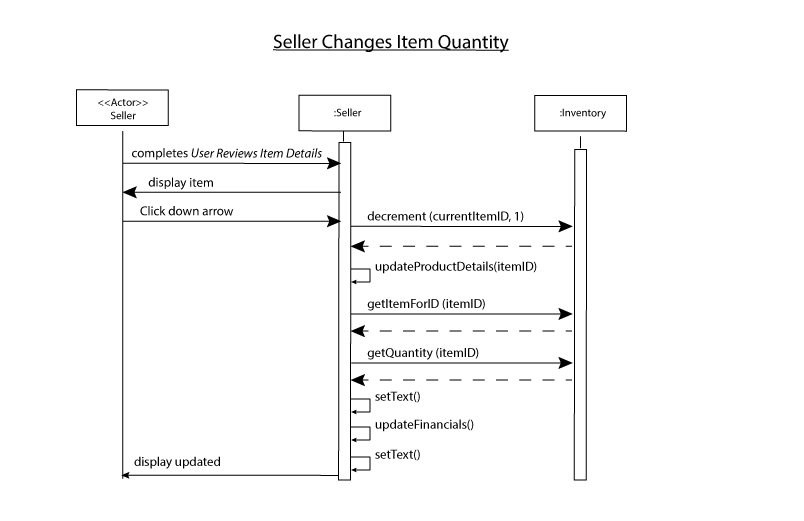 Seller Changes Item Quantity
<<Actor>>
Seller
:Seller
:Inventory
completes User Reviews Item Details
display item
Click down arrow
decrement (currentItemID, 1)
updateProductDetails(itemID)
getItemForID (itemID)
getQuantity (itemID)
setText()
updateFinancials()
setText()
display updated